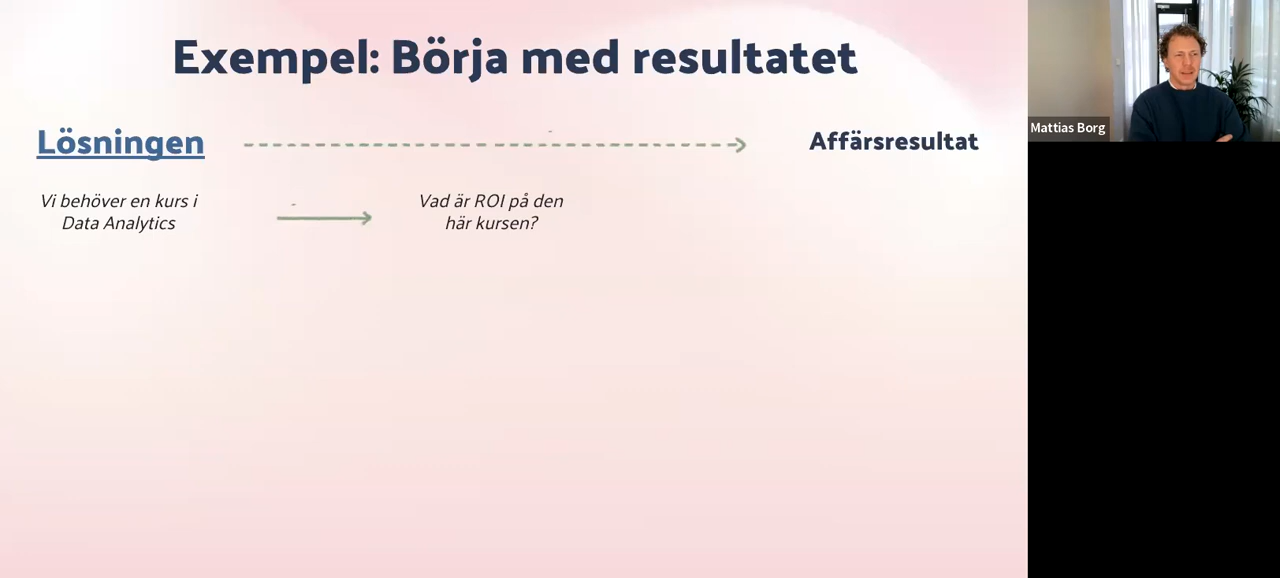 Exempel: Börja med resultatet
Lösningen
Affärsresultat
Vi behöver en kurs i
Data Analytics
Vad är ROI på den
här kursen?
Mattias Borg